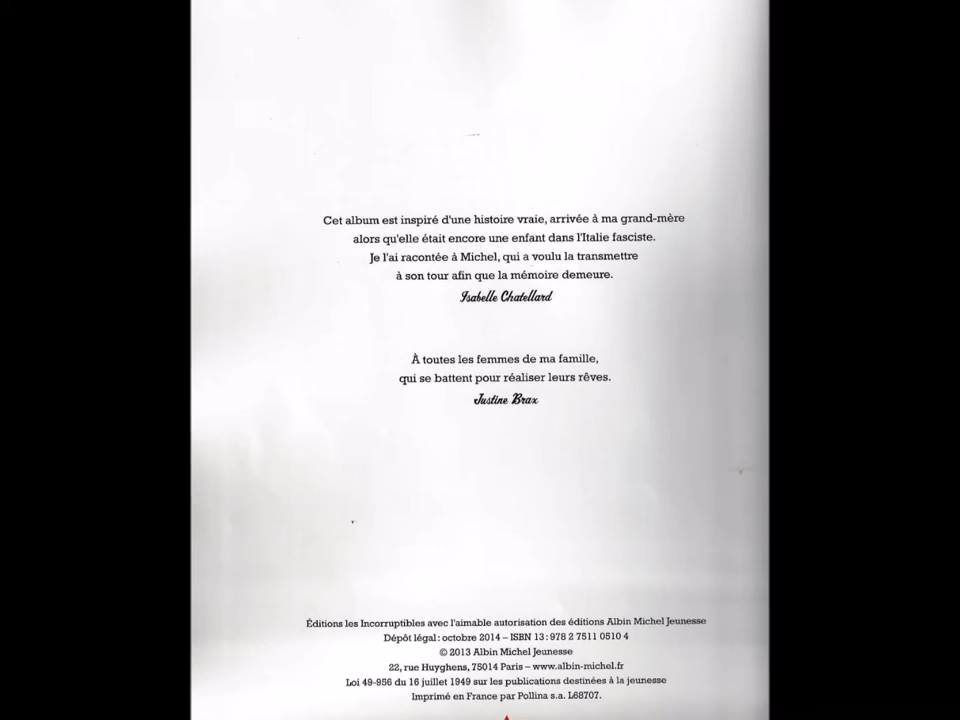 Cet album est inspiré d'une histoire vraie, arrivée à ma grand-mère
alors qu'elle était encore une enfant dans l'Italie fasciste.
Je l'ai racontée à Michel, qui a voulu la transmettre
à son tour afin que la mémoire demeure.
Isabelle Chatellard
À toutes les femmes de ma famille,
qui se battent pour réaliser leurs rêves.
Justine Brax
Éditions les Incorruptibles avec l'aimable autorisation des éditions Albin Michel Jeunesse
Dépôt légal : octobre 2014 – ISBN 13 : 978 2 7511 0510 4
© 2013 Albin Michel Jeunesse
22, rue Huyghens, 75014 Paris – www.albin-michel.fr
Loi 49-956 du 16 juillet 1949 sur les publications destinées à la jeunesse
Imprimé en France par Pollina s.a. L68707.